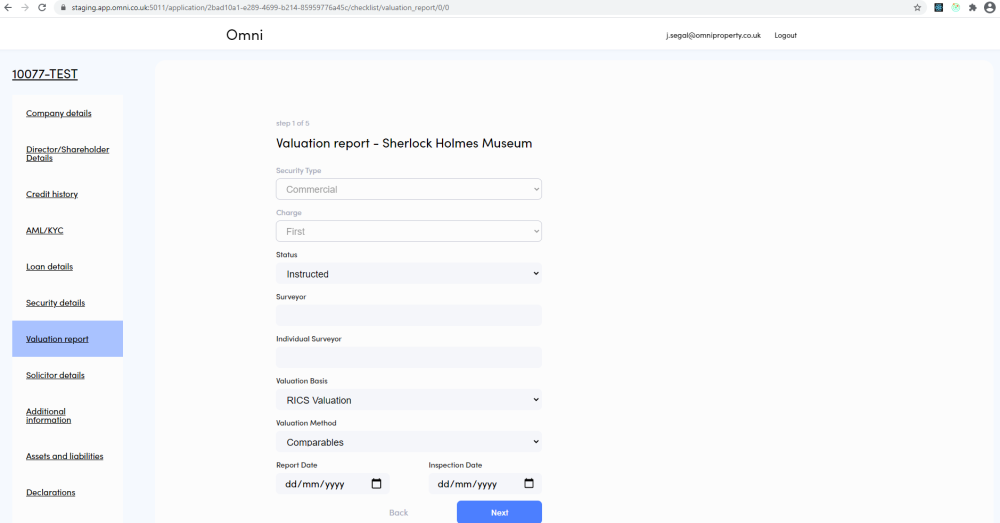 staging.app.omni.co.uk:5011/application/2bad10a1-e289-4699-b214-85959776a45c/checklist/valuation_report/0/0
Omni
j.segal@omniproperty.co.uk Logout
10077-TEST
Company details
Director/Shareholder
Details
Credit history
AML/KYC
Loan details
Security details
Valuation report
Solicitor details
Additional
information
Assets and liabilities
Declarations
step 1 of 5
Valuation report - Sherlock Holmes Museum
Security Type
Commercial
Charge
First
Status
Instructed
Surveyor
Individual Surveyor
Valuation Basis
RICS Valuation
Valuation Method
Comparables
Report Date Inspection Date
dd/mm/yyyy dd/mm/yyyy
Back Next